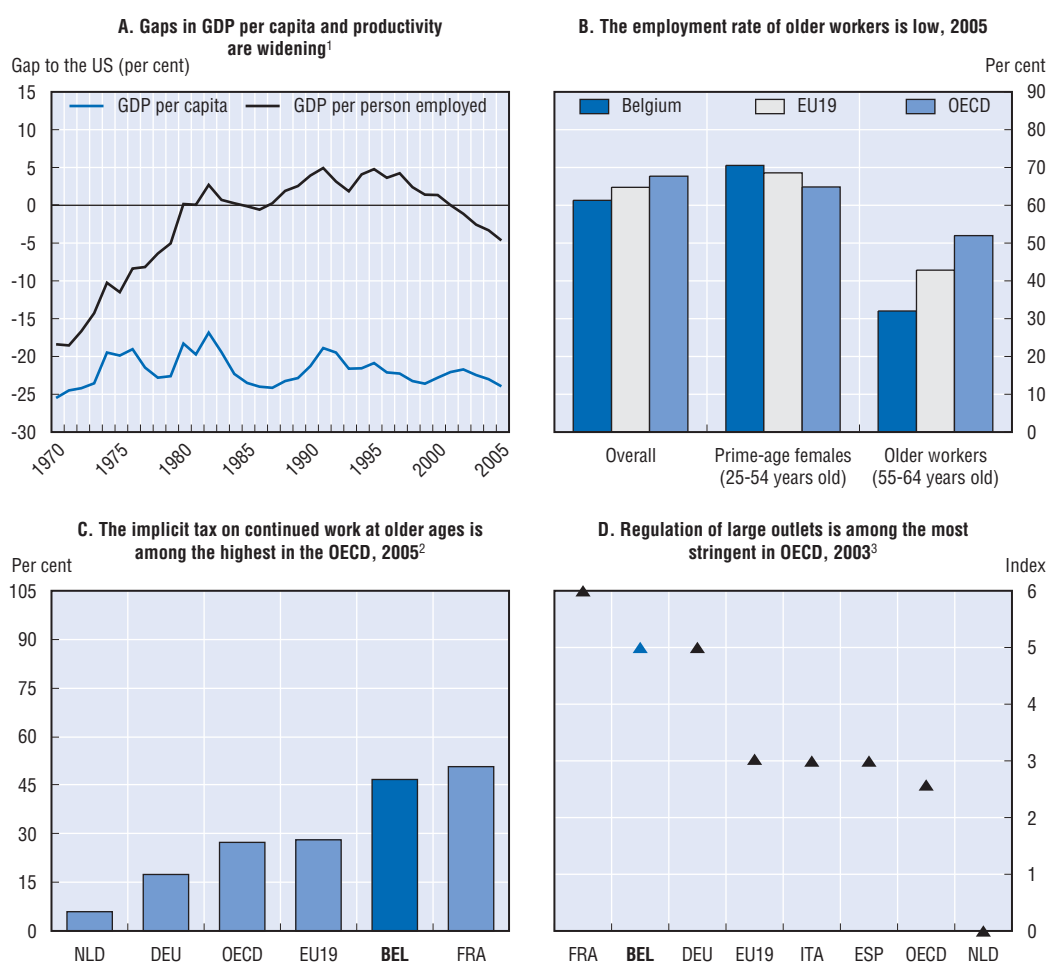 A. Gaps in GDP per capita and productivity
are widening1
Gap to the US (per cent)
15
10
5
0
-5
-10
-15
-20
-25
-30
GDP per capita
GDP per person employed
1970
1975
1980
1985
1990
1995
2000
2005
B. The employment rate of older workers is low, 2005
Per cent
90
80
70
60
50
40
30
20
10
0
Belgium
EU19
OECD
Overall
Prime-age females
(25-54 years old)
Older workers
(55-64 years old)
C. The implicit tax on continued work at older ages is
among the highest in the OECD, 20052
Per cent
105
90
75
60
45
30
15
0
NLD
DEU
OECD
EU19
BEL
FRA
D. Regulation of large outlets is among the most
stringent in OECD, 20033
Index
6
5
4
3
2
1
0
FRA
BEL
DEU
EU19
ITA
ESP
OECD
NLD